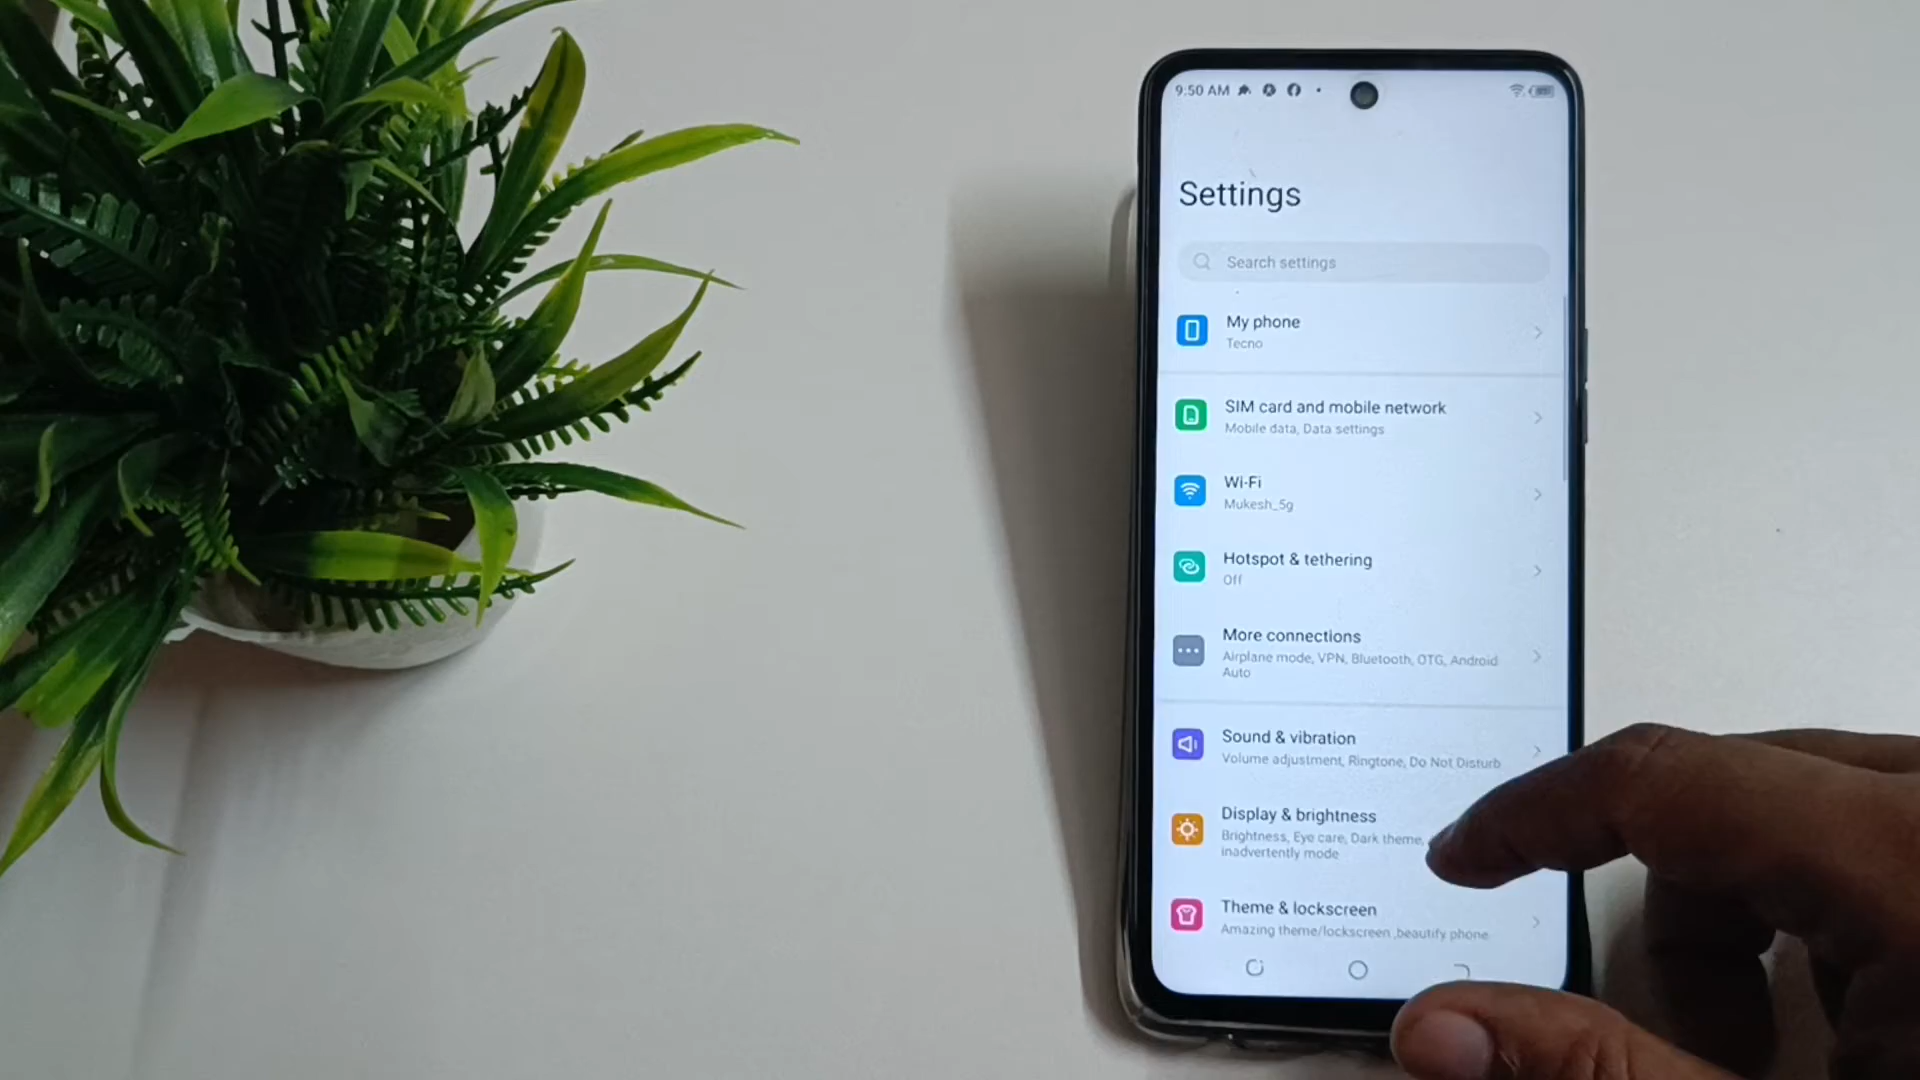 9:50 AM
Settings
Search settings
My phone
Tecno
SIM card and mobile network
Mobile data, Data settings
Wi-Fi
Mukesh_5g
Hotspot & tethering
Off
More connections
Airplane mode, VPN, Bluetooth, OTG, Android
Auto
Sound & vibration
Volume adjustment, Ringtone, Do Not Disturb
Display & brightness
Brightness, Eye care, Dark theme,
inadvertently mode
Theme & lockscreen
Amazing theme/lockscreen ,beautify phone